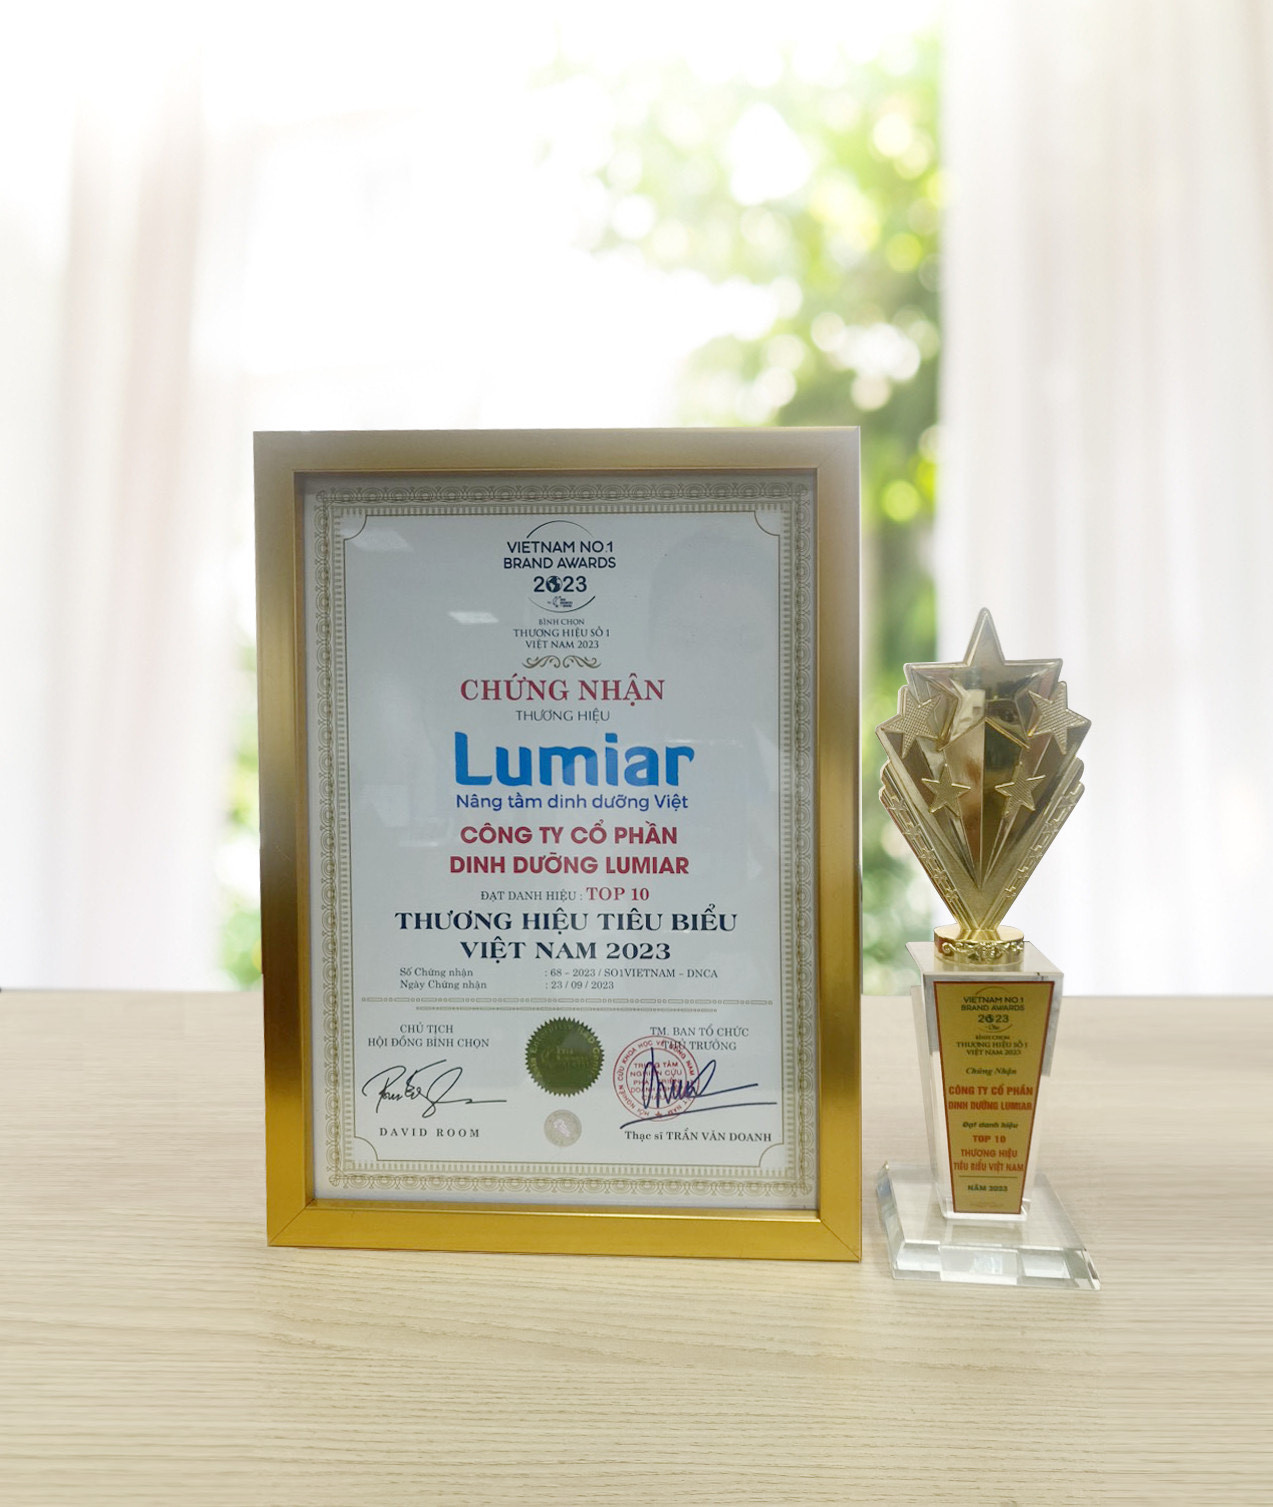 VIETNAM NO.1
BRAND AWARDS
2023
BÌNH CHỌN
THƯƠNG HIỆU SỐ 1
VIỆT NAM 2023
CHỨNG NHẬN
THƯƠNG HIỆU
Lumiar
Nâng tầm dinh dưỡng Việt
CÔNG TY CỔ PHẦN
DINH DƯỠNG LUMIAR
ĐẠT DANH HIỆU : TOP 10
THƯƠNG HIỆU TIÊU BIỂU
VIỆT NAM 2023
Số Chứng nhận : 68 - 2023 / SO1VIETNAM - DNCA
Ngày Chứng nhận : 23 / 09 / 2023
CHỦ TỊCH
HỘI ĐỒNG BÌNH CHỌN
DAVID ROOM
TM. BAN TỔ CHỨC
THỦ TRƯỞNG
TRUNG TÂM
NGHIÊN CỨU
Thạc sĩ TRẦN VĂN DOANH
VIETNAM NO.1
BRAND AWARDS
2023
BÌNH CHỌN
THƯƠNG HIỆU SỐ 1
VIỆT NAM 2023
Chứng Nhận
CÔNG TY CỔ PHẦN
DINH DƯỠNG LUMIAR
Đạt danh hiệu
TOP 10
THƯƠNG HIỆU
TIÊU BIỂU VIỆT NAM
NĂM 2023